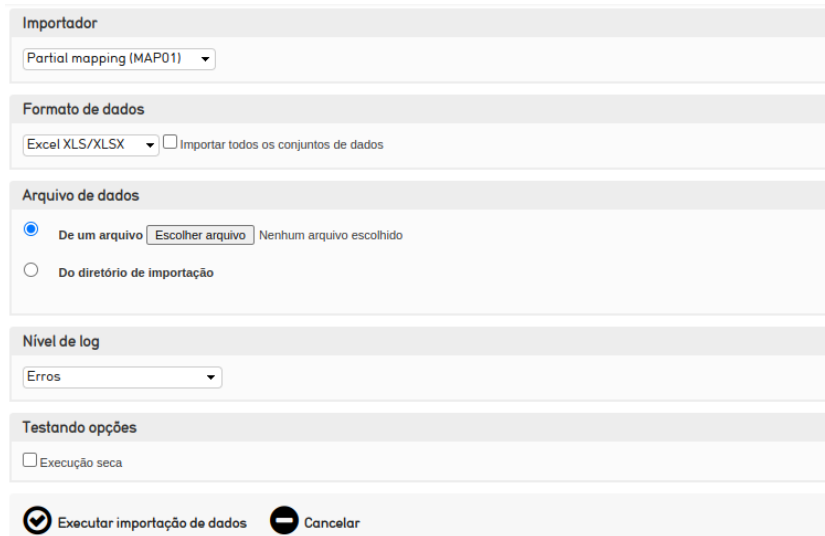 Importador
Partial mapping (MAP01)
Formato de dados
Excel XLS/XLSX Importar todos os conjuntos de dados
Arquivo de dados
De um arquivo Escolher arquivo Nenhum arquivo escolhido
Do diretório de importação
Nível de log
Erros
Testando opções
Execução seca
Executar importação de dados Cancelar